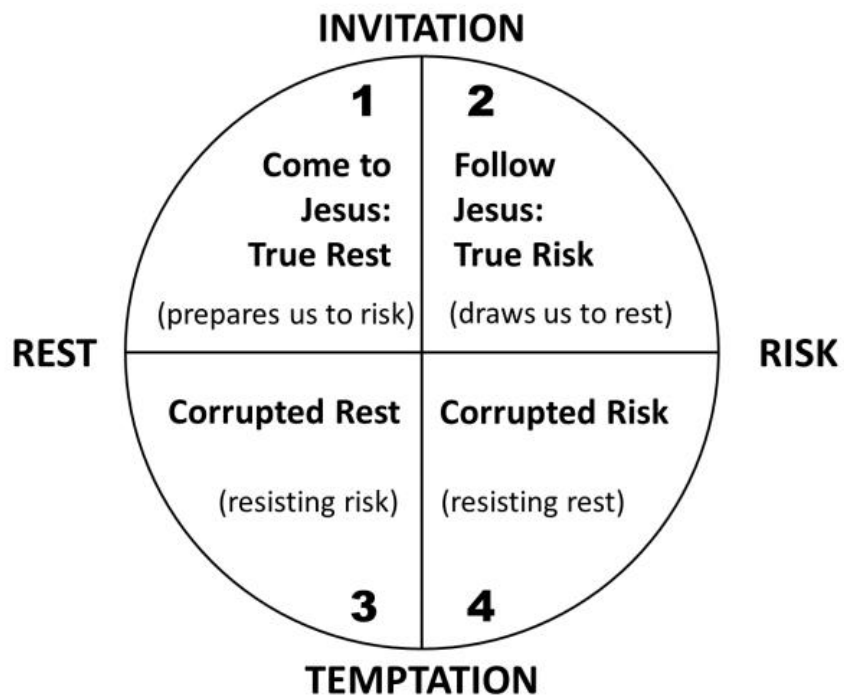 INVITATION
1
Come to
Jesus:
True Rest
(prepares us to risk)
2
Follow
Jesus:
True Risk
(draws us to rest)
REST
RISK
Corrupted Rest
(resisting risk)
3
Corrupted Risk
(resisting rest)
4
TEMPTATION